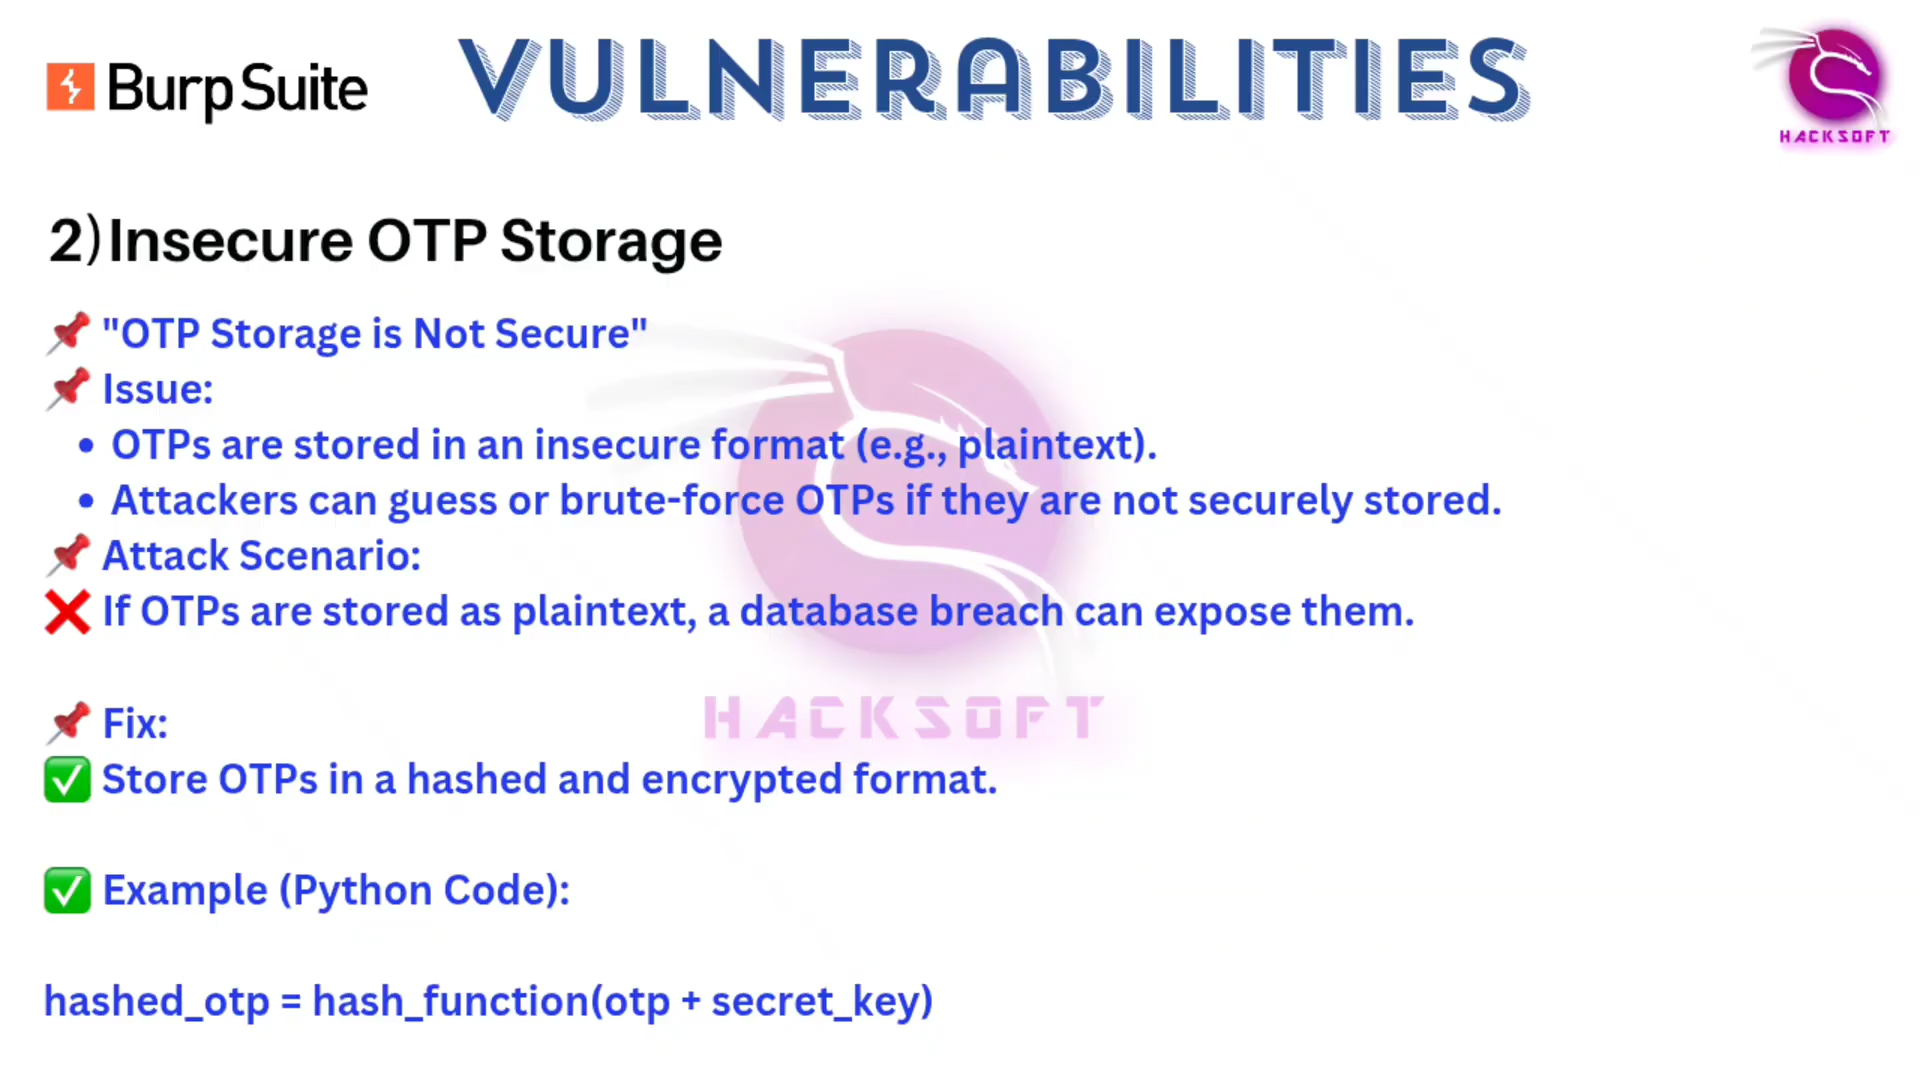 Burp Suite
VULNERABILITIES
HACKSOFT
2)Insecure OTP Storage
📌 "OTP Storage is Not Secure"
📌 Issue:
• OTPs are stored in an insecure format (e.g., plaintext).
• Attackers can guess or brute-force OTPs if they are not securely stored.
📌 Attack Scenario:
❌ If OTPs are stored as plaintext, a database breach can expose them.
HACKSOFT
📌 Fix:
✅ Store OTPs in a hashed and encrypted format.
✅ Example (Python Code):
hashed_otp = hash_function(otp + secret_key)